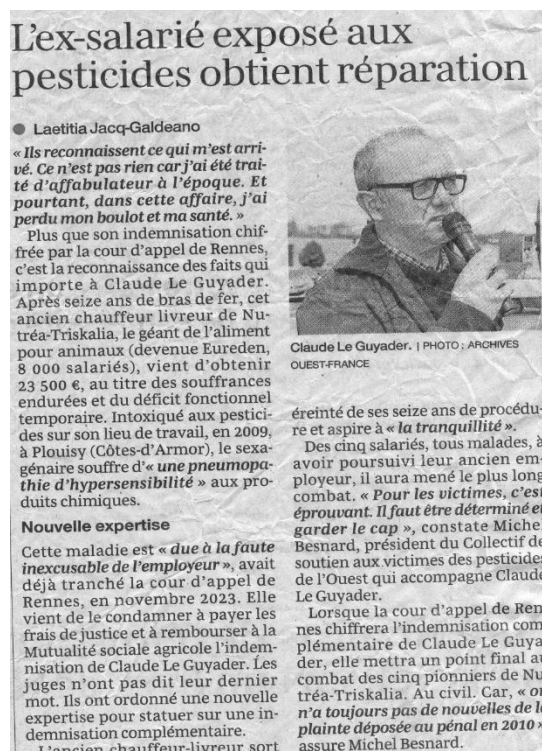 L'ex-salarié exposé aux
pesticides obtient réparation
● Laetitia Jacq-Galdeano
« Ils reconnaissent ce qui m'est arri-
vé. Ce n'est pas rien car j'ai été trai-
té d'affabulateur à l'époque. Et
pourtant, dans cette affaire, j'ai
perdu mon boulot et ma santé. »
Plus que son indemnisation chif-
frée par la cour d'appel de Rennes,
c'est la reconnaissance des faits qui
importe à Claude Le Guyader.
Après seize ans de bras de fer, cet
ancien chauffeur livreur de Nu-
tréa-Triskalia, le géant de l'aliment
pour animaux (devenue Eureden,
8 000 salariés), vient d'obtenir
23 500 €, au titre des souffrances
endurées et du déficit fonctionnel
temporaire. Intoxiqué aux pestici-
des sur son lieu de travail, en 2009,
à Plouisy (Côtes-d'Armor), le sexa-
génaire souffre d'« une pneumopa-
thie d'hypersensibilité » aux pro-
duits chimiques.
Nouvelle expertise
Cette maladie est « due à la faute
inexcusable de l'employeur », avait
déjà tranché la cour d'appel de
Rennes, en novembre 2023. Elle
vient de le condamner à payer les
frais de justice et à rembourser à la
Mutualité sociale agricole l'indem-
nisation de Claude Le Guyader. Les
juges n'ont pas dit leur dernier
mot. Ils ont ordonné une nouvelle
expertise pour statuer sur une in-
demnisation complémentaire.
L'ancien chauffeur-livreur sort
Claude Le Guyader. | PHOTO : ARCHIVES
OUEST-FRANCE
éreinté de ses seize ans de procédu-
re et aspire à « la tranquillité ».
Des cinq salariés, tous malades, à
avoir poursuivi leur ancien em-
ployeur, il aura mené le plus long
combat. « Pour les victimes, c'est
éprouvant. Il faut être déterminé et
garder le cap », constate Michel
Besnard, président du Collectif de
soutien aux victimes des pesticides
de l'Ouest qui accompagne Claude
Le Guyader.
Lorsque la cour d'appel de Ren
nes chiffrera l'indemnisation com
plémentaire de Claude Le Guya
der, elle mettra un point final au
combat des cinq pionniers de Nu
tréa-Triskalia. Au civil. Car, « on
n'a toujours pas de nouvelles de la
plainte déposée au pénal en 2010 »
assure Michel Besnard.